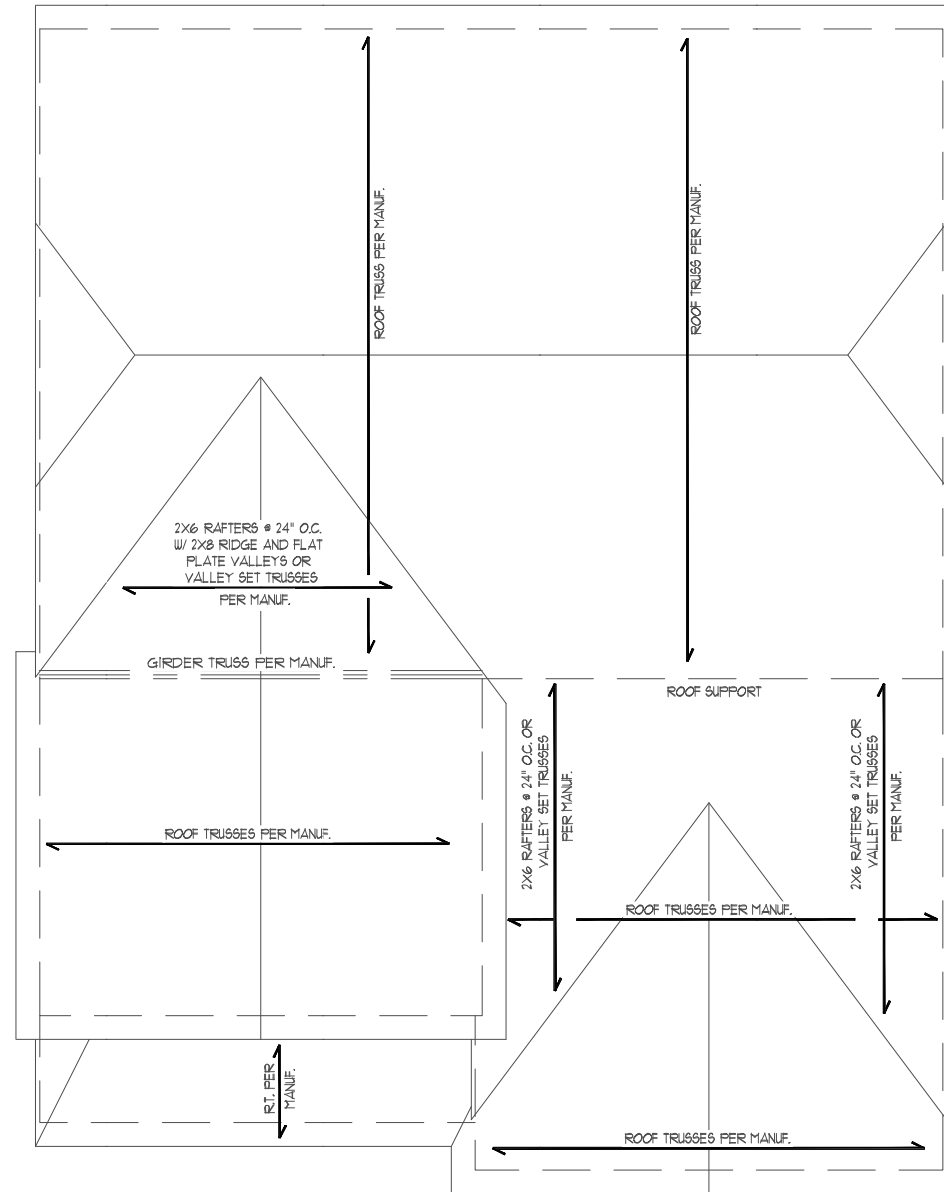 ROOF TRUSS PER MANUF.
ROOF TRUSS PER MANUF.
2X6 RAFTERS @ 24" O.C.
W/ 2X8 RIDGE AND FLAT
PLATE VALLEYS OR
VALLEY SET TRUSSES
PER MANUF.
GIRDER TRUSS PER MANUF.
ROOF SUPPORT
2X6 RAFTERS @ 24" O.C. OR
VALLEY SET TRUSSES
PER MANUF.
2X6 RAFTERS @ 24" O.C. OR
VALLEY SET TRUSSES
PER MANUF.
ROOF TRUSSES PER MANUF.
ROOF TRUSSES PER MANUF.
R.T. PER
MANUF.
ROOF TRUSSES PER MANUF.